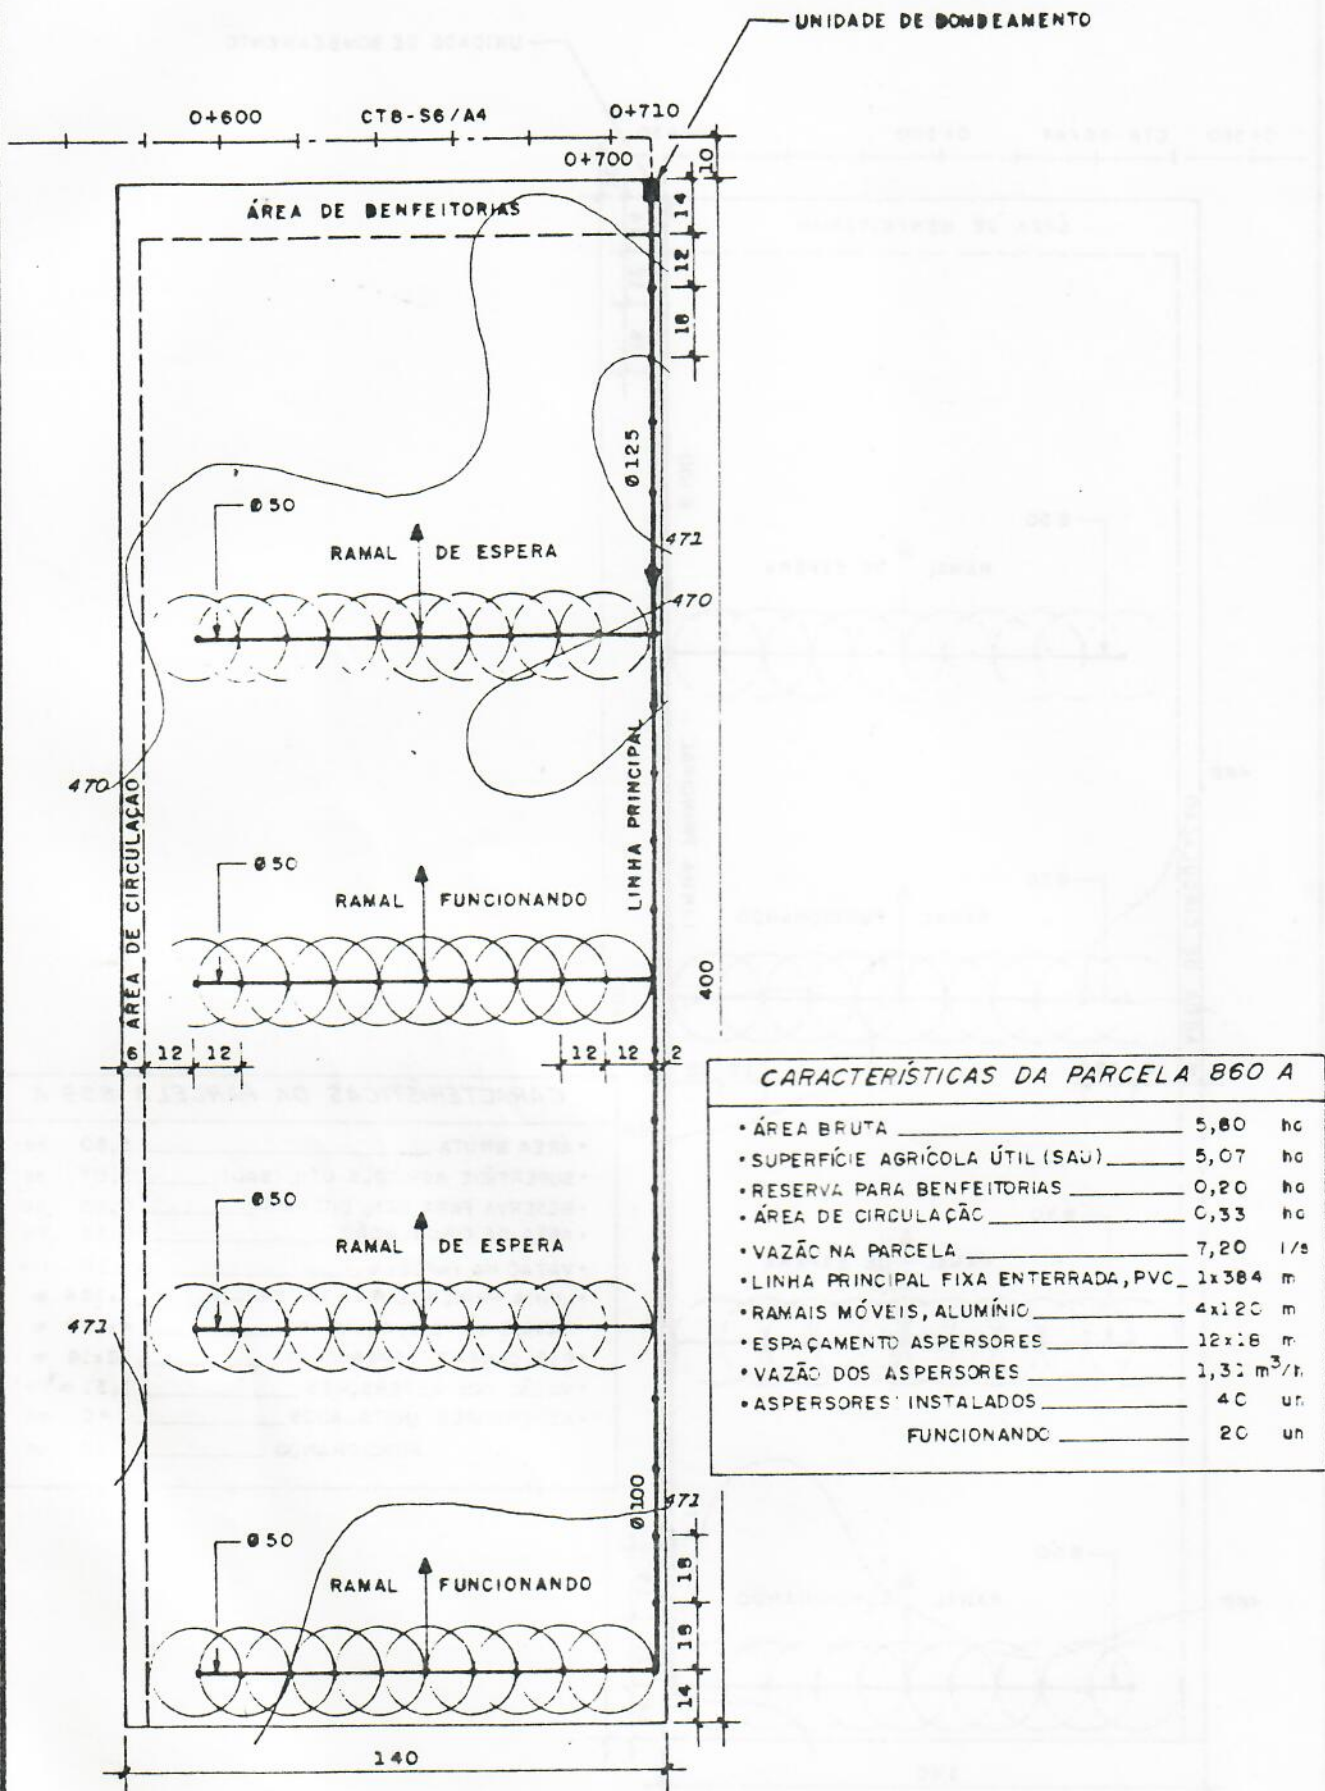 UNIDADE DE BOMBEAMENTO
0+600
CTB-S6/A4
0+710
0+700
10
ÁREA DE BENFEITORIAS
14
12
18
Ø125
Ø50
RAMAL DE ESPERA
471
470
470
ÁREA DE CIRCULAÇÃO
LINHA PRINCIPAL
Ø50
RAMAL FUNCIONANDO
400
6 12 12 12 12 2
CARACTERÍSTICAS DA PARCELA 860 A
• ÁREA BRUTA 5,60 ha
• SUPERFÍCIE AGRÍCOLA ÚTIL (SAU) 5,07 ha
• RESERVA PARA BENFEITORIAS 0,20 ha
• ÁREA DE CIRCULAÇÃO 0,33 ha
• VAZÃO NA PARCELA 7,20 l/s
• LINHA PRINCIPAL FIXA ENTERRADA, PVC 1x384 m
• RAMAIS MÓVEIS, ALUMÍNIO 4x120 m
• ESPAÇAMENTO ASPERSORES 12x18 m
• VAZÃO DOS ASPERSORES 1,31 m³/h
• ASPERSORES INSTALADOS 40 un
FUNCIONANDO 20 un
Ø50
RAMAL DE ESPERA
471
Ø100
471
Ø50
RAMAL FUNCIONANDO
18
18
14
140